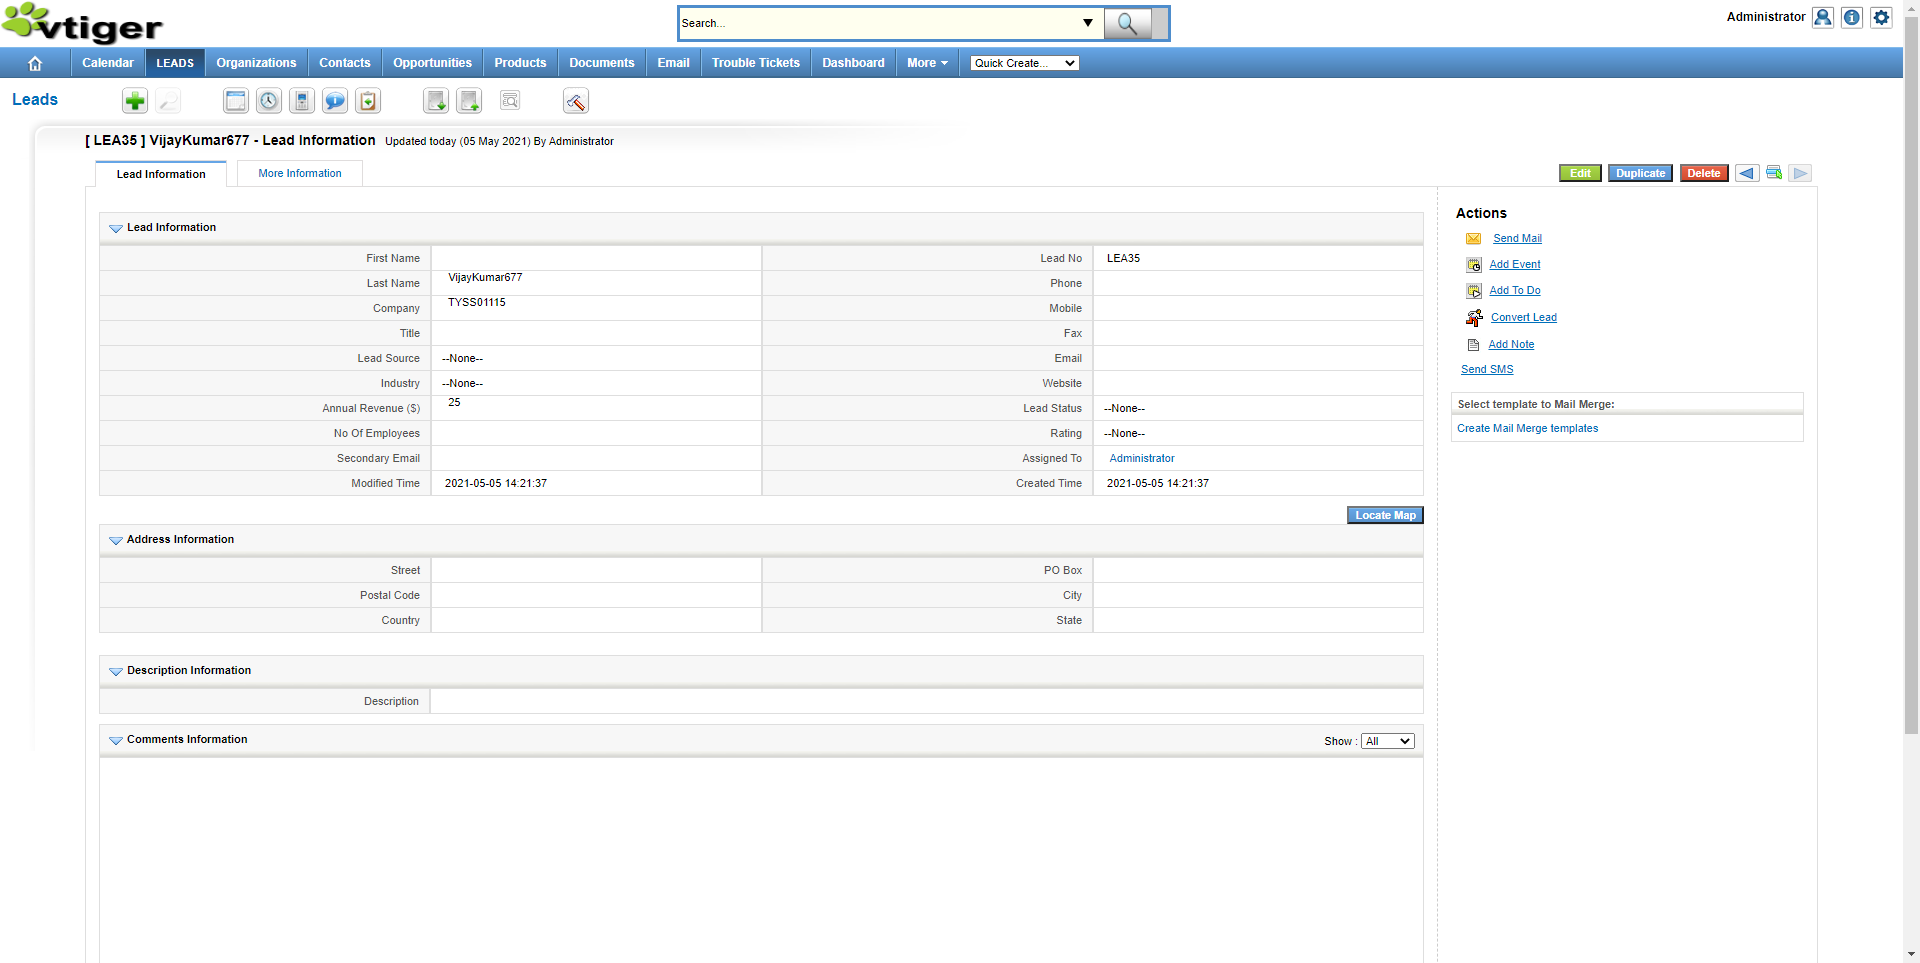 vtiger
Search...
Administrator
Calendar LEADS Organizations Contacts Opportunities Products Documents Email Trouble Tickets Dashboard More Quick Create...
Leads
[ LEA35 ] VijayKumar677 - Lead Information Updated today (05 May 2021) By Administrator
Lead Information More Information
Edit Duplicate Delete
Lead Information
First Name Lead No LEA35
Last Name VijayKumar677 Phone
Company TYSS01115 Mobile
Title Fax
Lead Source --None-- Email
Industry --None-- Website
Annual Revenue ($) 25 Lead Status --None--
No Of Employees Rating --None--
Secondary Email Assigned To Administrator
Modified Time 2021-05-05 14:21:37 Created Time 2021-05-05 14:21:37
Locate Map
Address Information
Street PO Box
Postal Code City
Country State
Description Information
Description
Comments Information Show : All
Actions
Send Mail
Add Event
Add To Do
Convert Lead
Add Note
Send SMS
Select template to Mail Merge:
Create Mail Merge templates